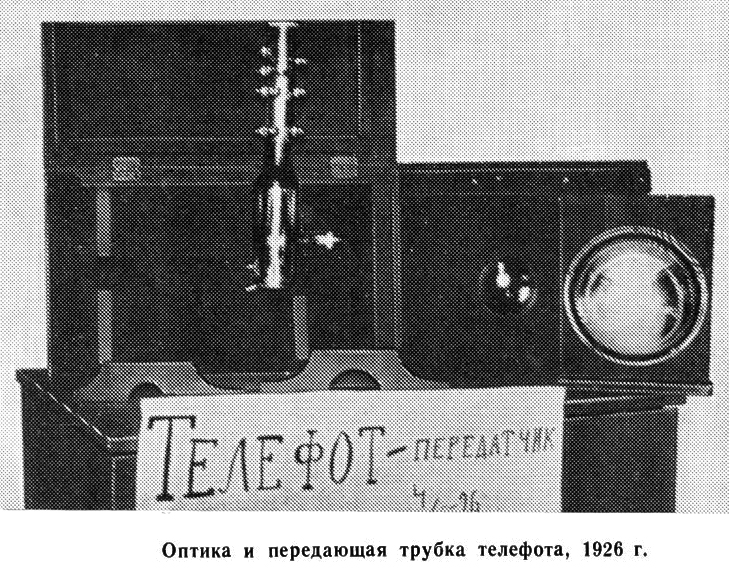 Телефот – передатчик
Оптика и передающая трубка телефота, 1926 г.